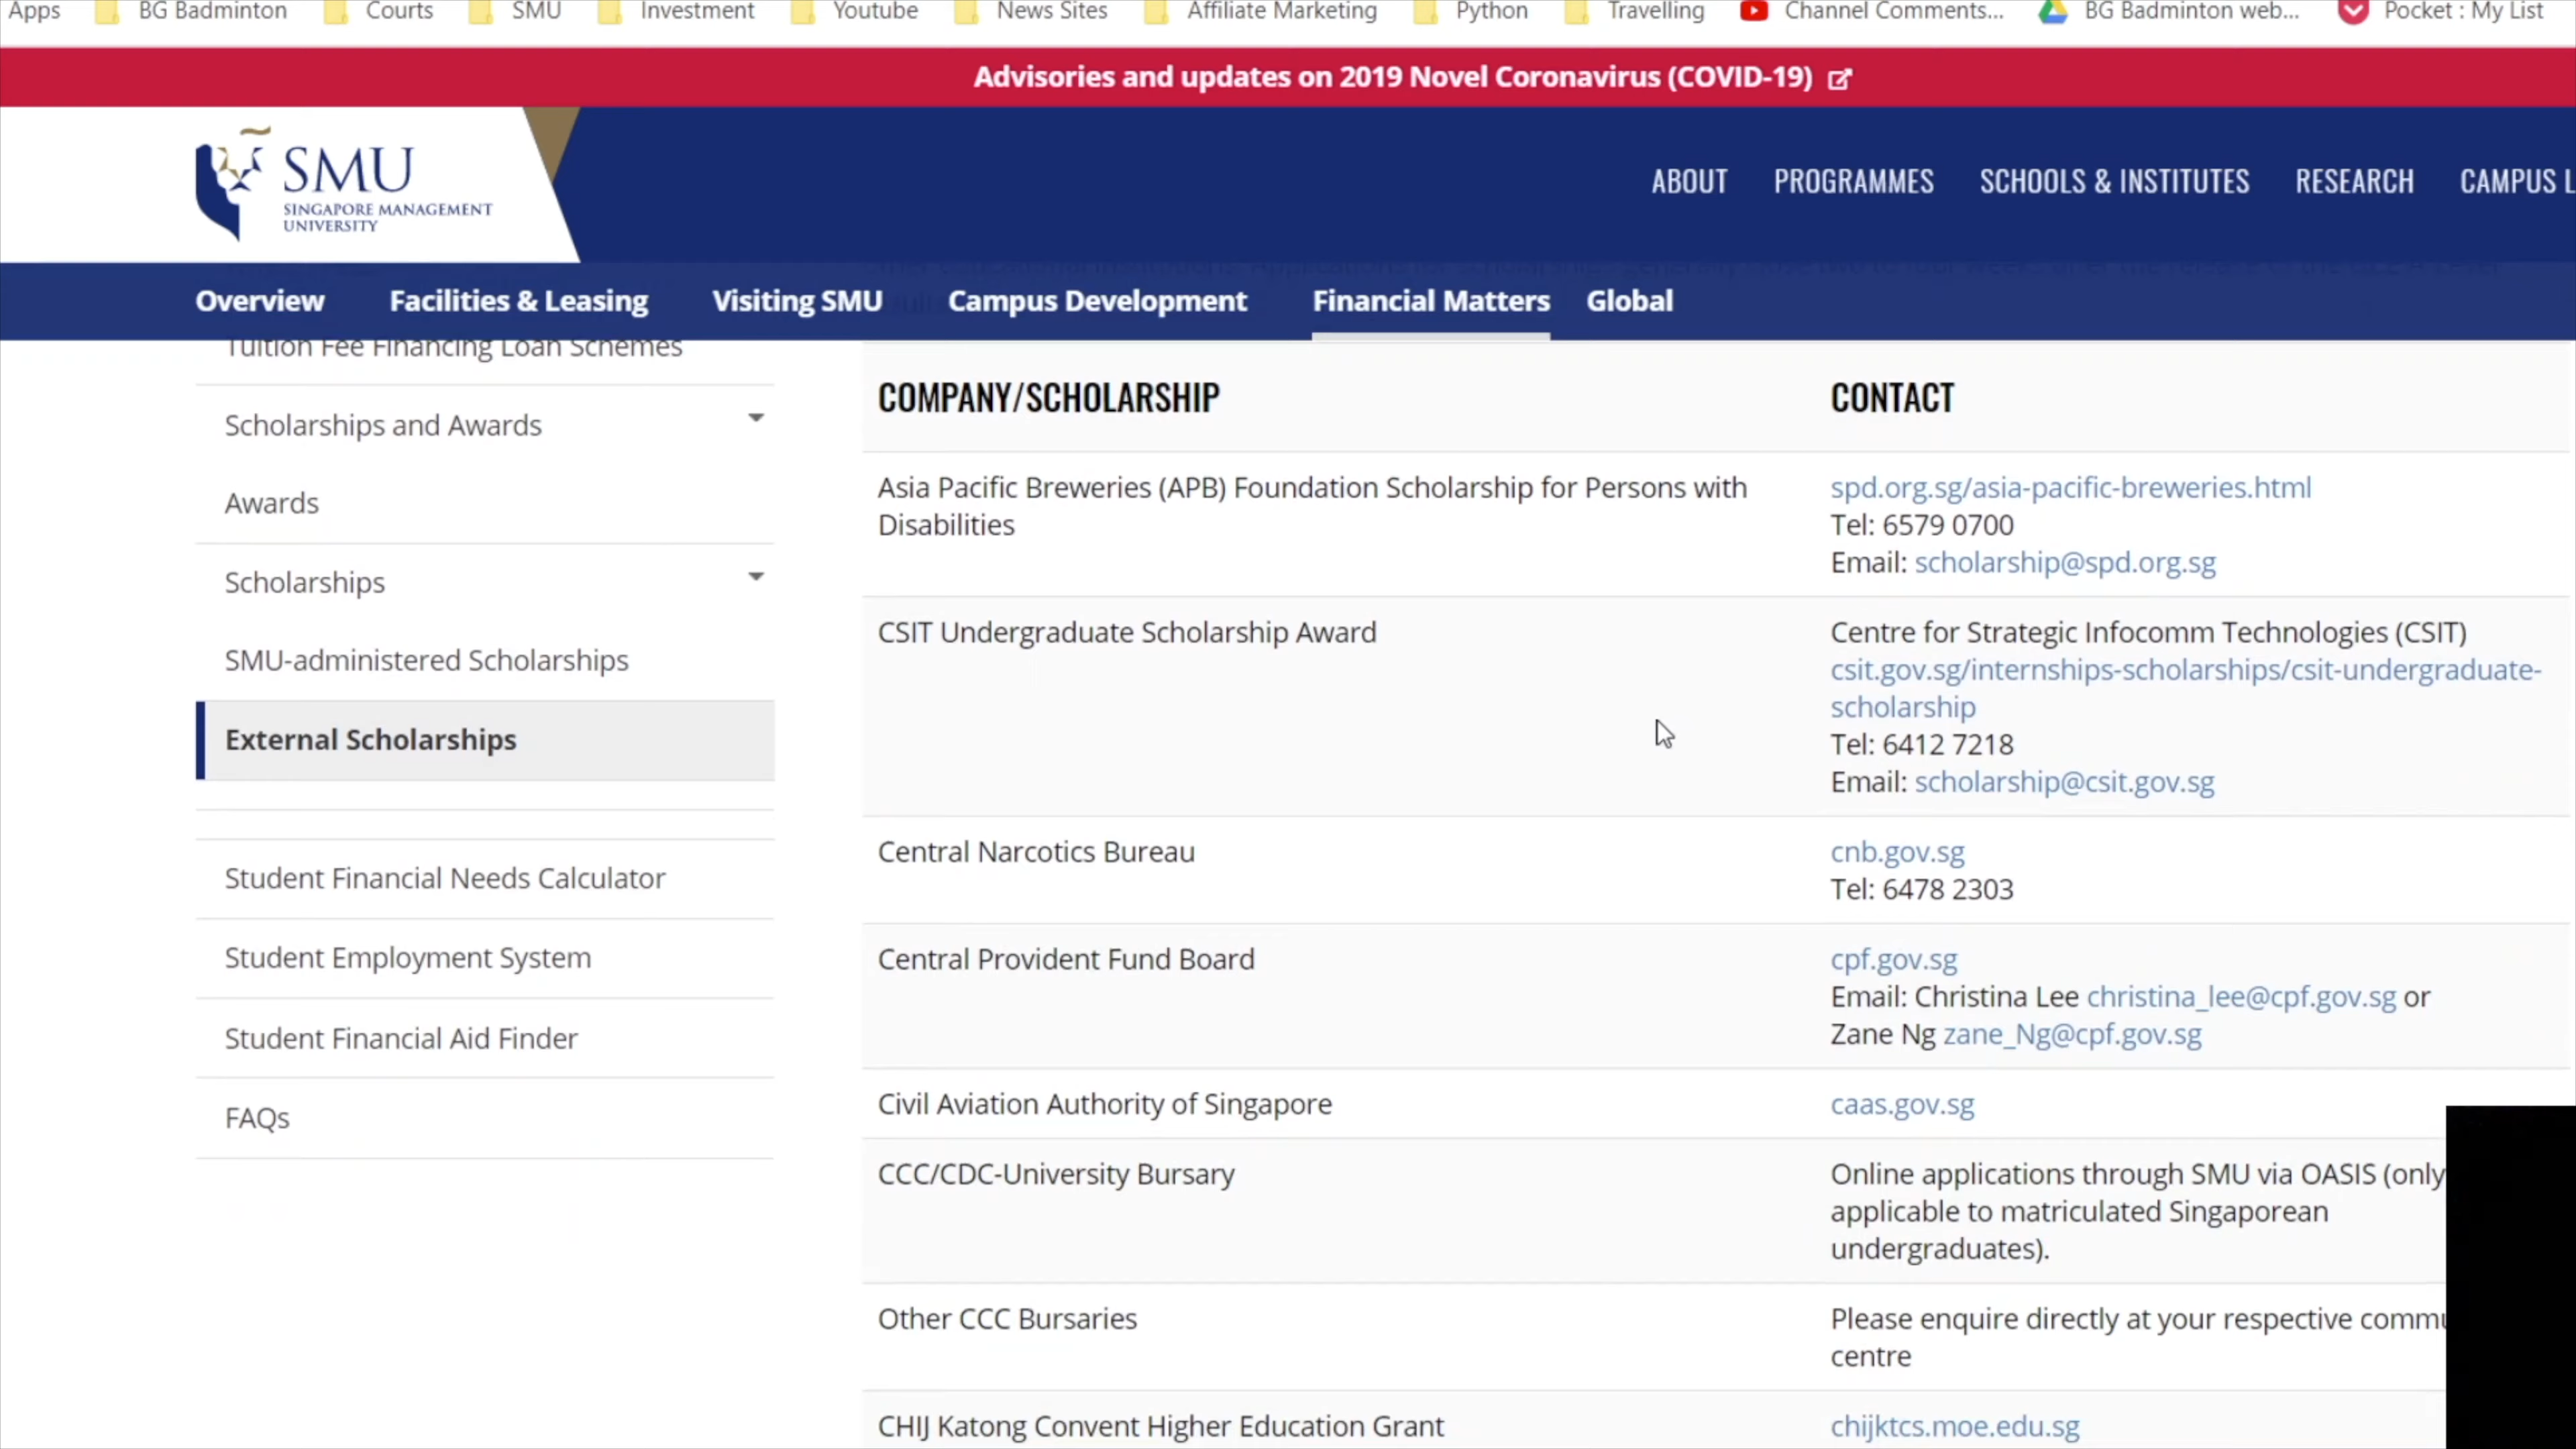 Apps BG Badminton Courts SMU Investment Youtube News Sites Affiliate Marketing Python Travelling Channel Comments... BG Badminton web... Pocket : My List
Advisories and updates on 2019 Novel Coronavirus (COVID-19)
SMU
SINGAPORE MANAGEMENT
UNIVERSITY
ABOUT PROGRAMMES SCHOOLS & INSTITUTES RESEARCH CAMPUS L
Overview Facilities & Leasing Visiting SMU Campus Development Financial Matters Global
Tuition Fee Financing Loan Schemes
Scholarships and Awards
Awards
Scholarships
SMU-administered Scholarships
External Scholarships
Student Financial Needs Calculator
Student Employment System
Student Financial Aid Finder
FAQs
COMPANY/SCHOLARSHIP CONTACT
Asia Pacific Breweries (APB) Foundation Scholarship for Persons with
Disabilities
spd.org.sg/asia-pacific-breweries.html
Tel: 6579 0700
Email: scholarship@spd.org.sg
CSIT Undergraduate Scholarship Award
Centre for Strategic Infocomm Technologies (CSIT)
csit.gov.sg/internships-scholarships/csit-undergraduate-
scholarship
Tel: 6412 7218
Email: scholarship@csit.gov.sg
Central Narcotics Bureau
cnb.gov.sg
Tel: 6478 2303
Central Provident Fund Board
cpf.gov.sg
Email: Christina Lee christina_lee@cpf.gov.sg or
Zane Ng zane_Ng@cpf.gov.sg
Civil Aviation Authority of Singapore
caas.gov.sg
CCC/CDC-University Bursary
Online applications through SMU via OASIS (only
applicable to matriculated Singaporean
undergraduates).
Other CCC Bursaries
Please enquire directly at your respective commu
centre
CHIJ Katong Convent Higher Education Grant
chijktcs.moe.edu.sg